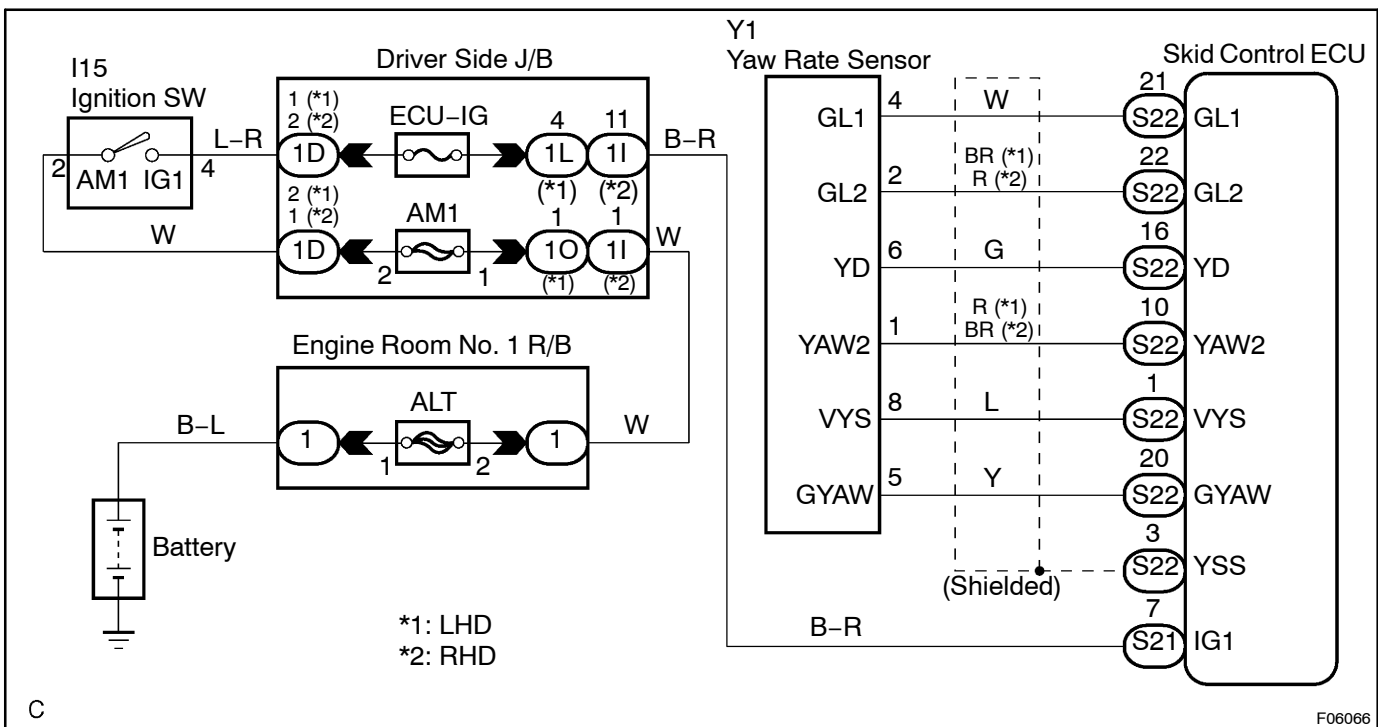 I15
Ignition SW
2
AM1 IG1
4
L–R
W
Driver Side J/B
1 (*1)
2 (*2)
1D
ECU–IG
4
1L
(*1)
11
1I
(*2)
B–R
2 (*1)
1 (*2)
1D
AM1
2
1
1
1O
(*1)
1
1I
(*2)
W
Engine Room No. 1 R/B
B–L
1
ALT
1
2
1
W
Battery
*1: LHD
*2: RHD
Y1
Yaw Rate Sensor
Skid Control ECU
GL1
4
W
21
S22
GL1
GL2
2
BR (*1)
R (*2)
22
S22
GL2
YD
6
G
16
S22
YD
YAW2
1
R (*1)
BR (*2)
10
S22
YAW2
VYS
8
L
1
S22
VYS
GYAW
5
Y
20
S22
GYAW
(Shielded)
3
S22
YSS
B–R
7
S21
IG1
C
F06066